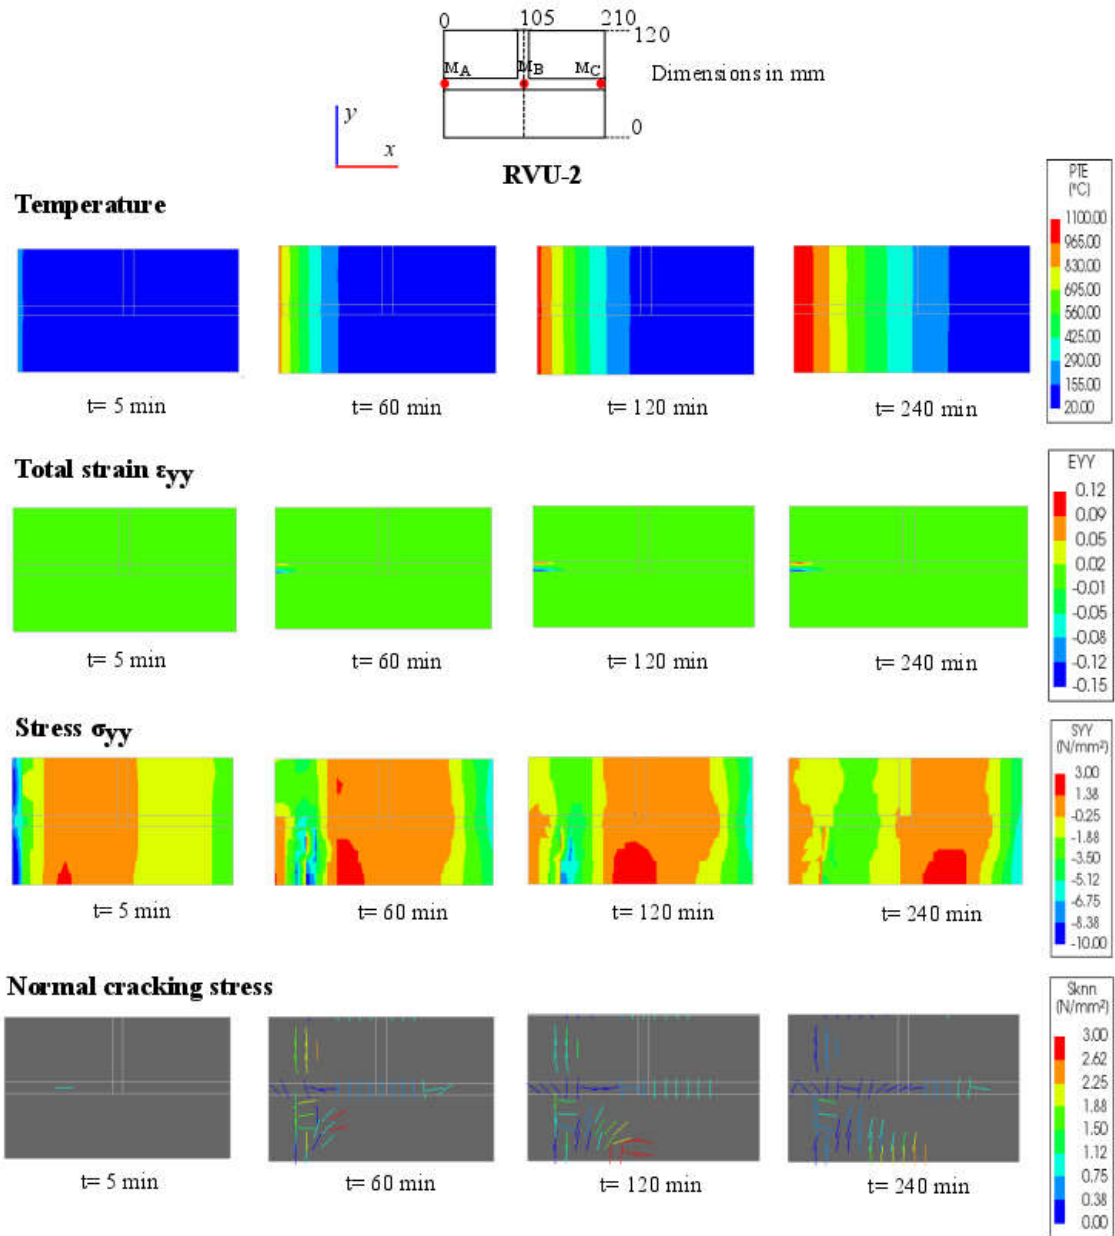 0 105 210
120
MA MB MC
Dimensions in mm
y
x
0
RVU-2
Temperature
PTE
(°C)
1100.00
965.00
830.00
695.00
560.00
425.00
290.00
155.00
20.00
t= 5 min t= 60 min t= 120 min t= 240 min
Total strain εyy
EYY
0.12
0.09
0.05
0.02
-0.01
-0.05
-0.08
-0.12
-0.15
t= 5 min t= 60 min t= 120 min t= 240 min
Stress σyy
SYY
(N/mm²)
3.00
1.38
-0.25
-1.88
-3.50
-5.12
-6.75
-8.38
-10.00
t= 5 min t= 60 min t= 120 min t= 240 min
Normal cracking stress
Sknn
(N/mm²)
3.00
2.62
2.25
1.88
1.50
1.12
0.75
0.38
0.00
t= 5 min t= 60 min t= 120 min t= 240 min